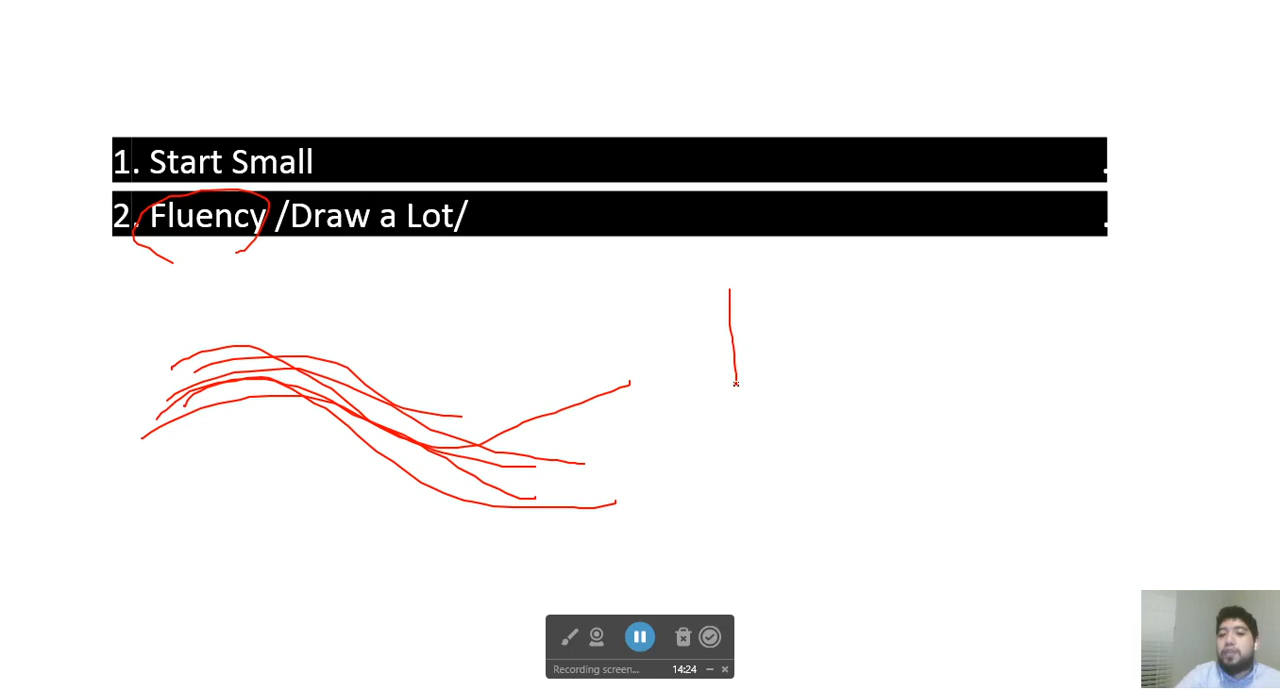 1. Start Small .
2. Fluency /Draw a Lot/ .
Recording screen... 14:24